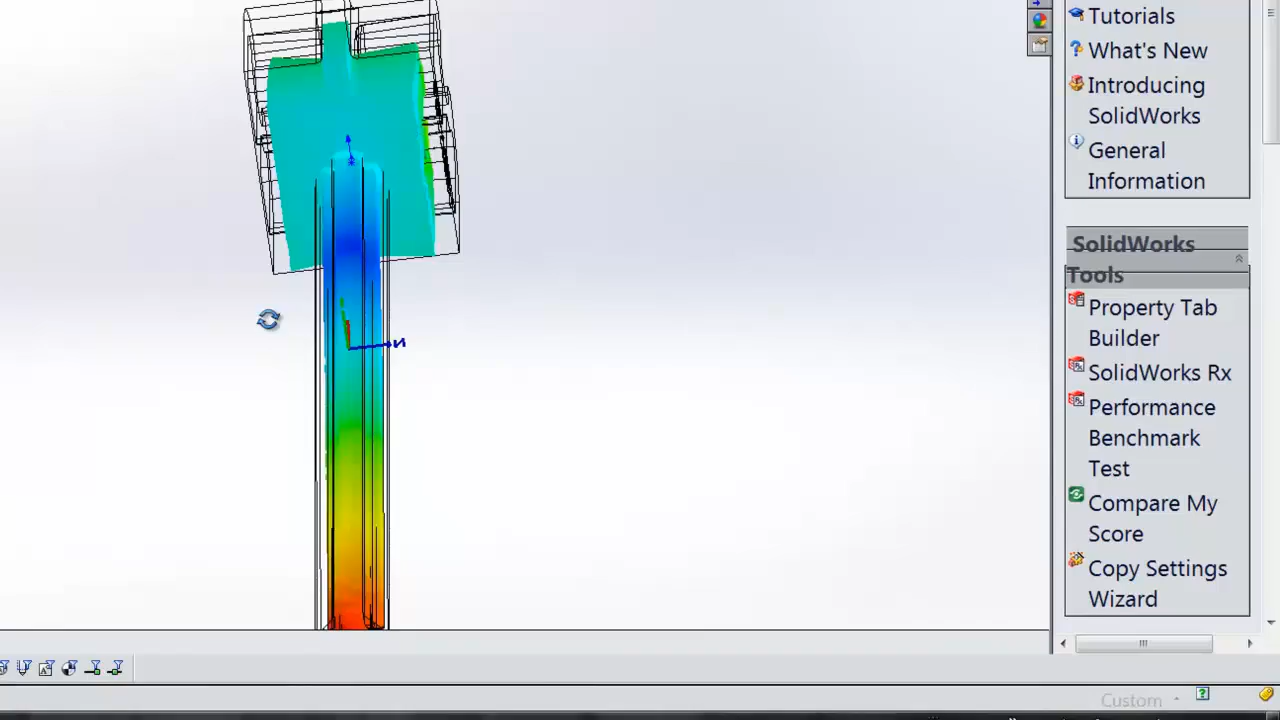 Tutorials
What's New
Introducing
SolidWorks
General
Information
SolidWorks
Tools
Property Tab
Builder
SolidWorks Rx
Performance
Benchmark
Test
Compare My
Score
Copy Settings
Wizard
Custom